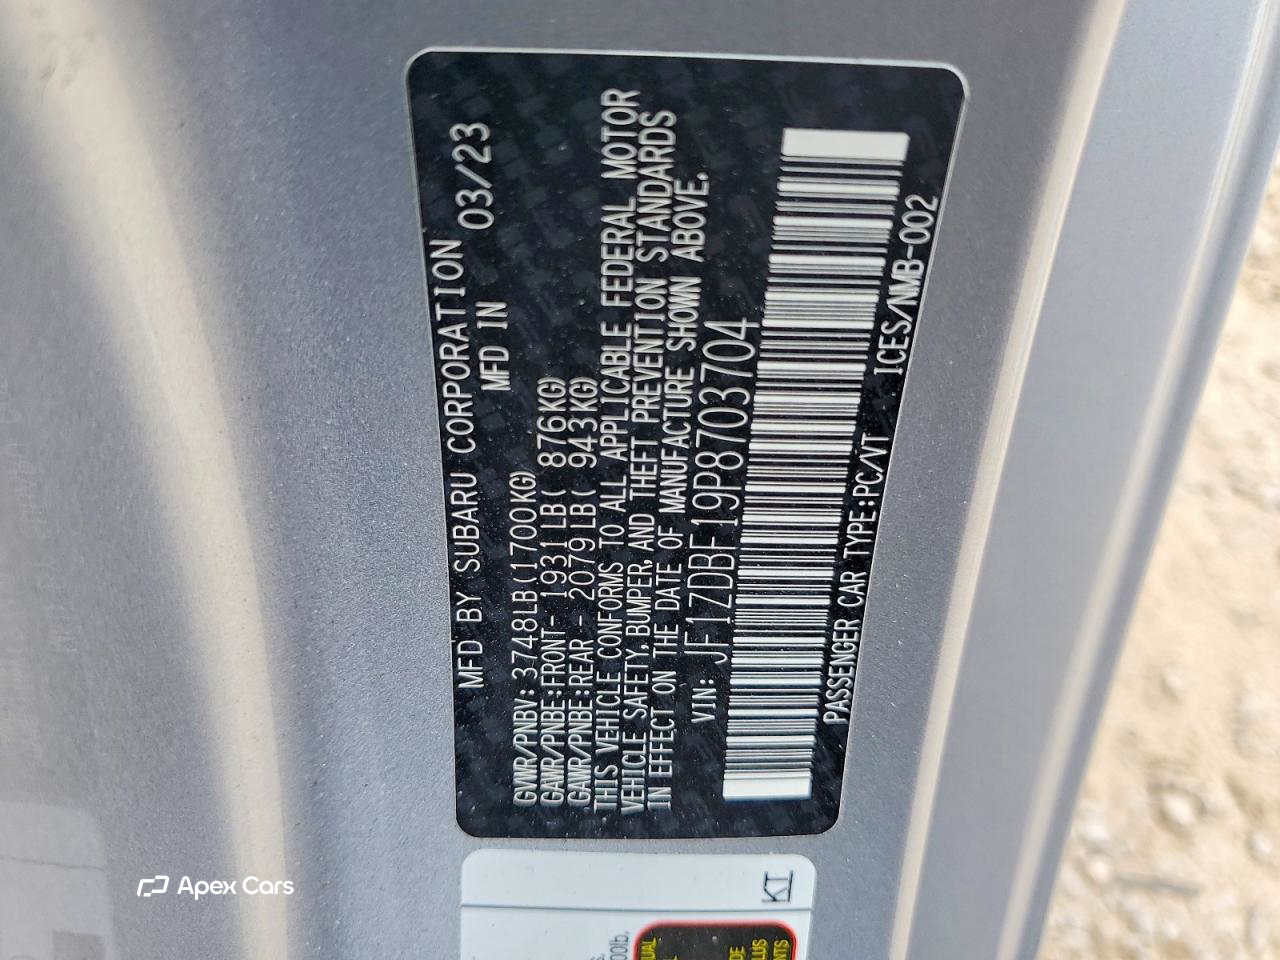 MFD BY SUBARU CORPORATION
MFD IN 03/23
GVWR/PNBV: 3748LB(1700KG)
GAWR/PNBE:FRONT- 1931LB( 876KG)
GAWR/PNBE:REAR - 2079LB( 943KG)
THIS VEHICLE CONFORMS TO ALL APPLICABLE FEDERAL MOTOR
VEHICLE SAFETY, BUMPER, AND THEFT PREVENTION STANDARDS
IN EFFECT ON THE DATE OF MANUFACTURE SHOWN ABOVE.
VIN: JF1ZDBF19P8703704
PASSENGER CAR TYPE:PC/VT ICES/NMB-002
KI
Apex Cars